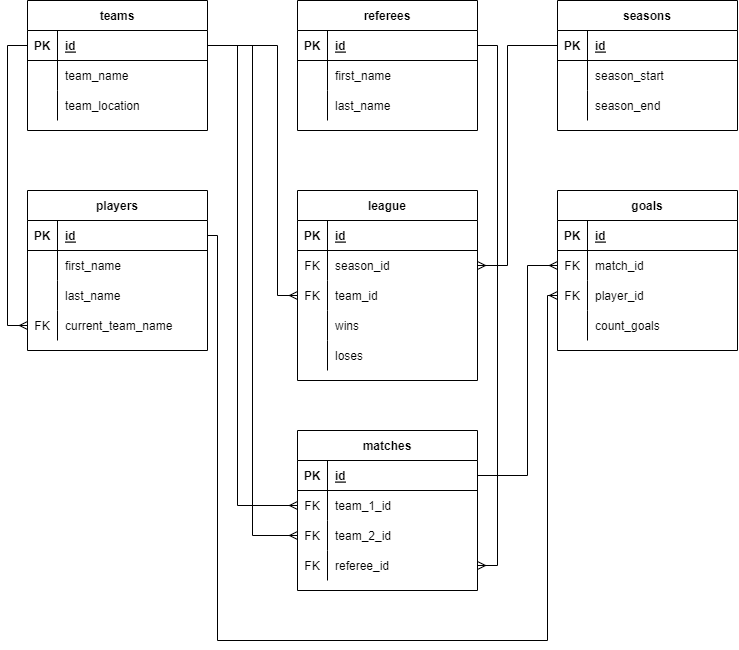 teams
PK id
team_name
team_location
referees
PK id
first_name
last_name
seasons
PK id
season_start
season_end
players
PK id
first_name
last_name
FK current_team_name
league
PK id
FK season_id
FK team_id
wins
loses
goals
PK id
FK match_id
FK player_id
count_goals
matches
PK id
FK team_1_id
FK team_2_id
FK referee_id